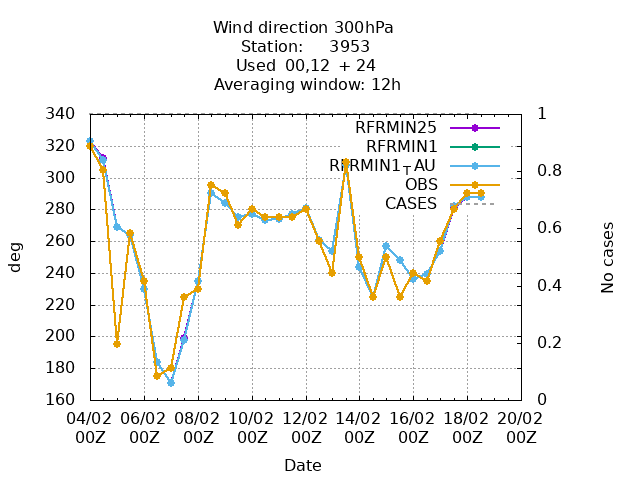 Wind direction 300hPa
Station: 3953
Used 00,12 + 24
Averaging window: 12h
340
320
300
280
260
240
220
200
180
160
1
0.8
0.6
0.4
0.2
0
RFRMIN25
RFRMIN1
RFRMIN1TAU
OBS
CASES
deg
No cases
04/02 06/02 08/02 10/02 12/02 14/02 16/02 18/02 20/02
00Z 00Z 00Z 00Z 00Z 00Z 00Z 00Z 00Z
Date